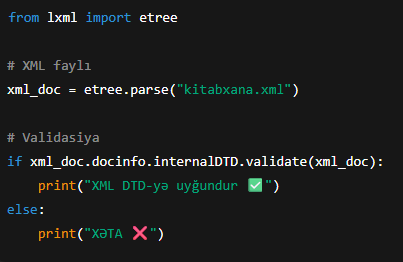 from lxml import etree
# XML faylı
xml_doc = etree.parse("kitabxana.xml")
# Validasiya
if xml_doc.docinfo.internalDTD.validate(xml_doc):
    print("XML DTD-yə uyğundur ✅")
else:
    print("XƏTA ❌")